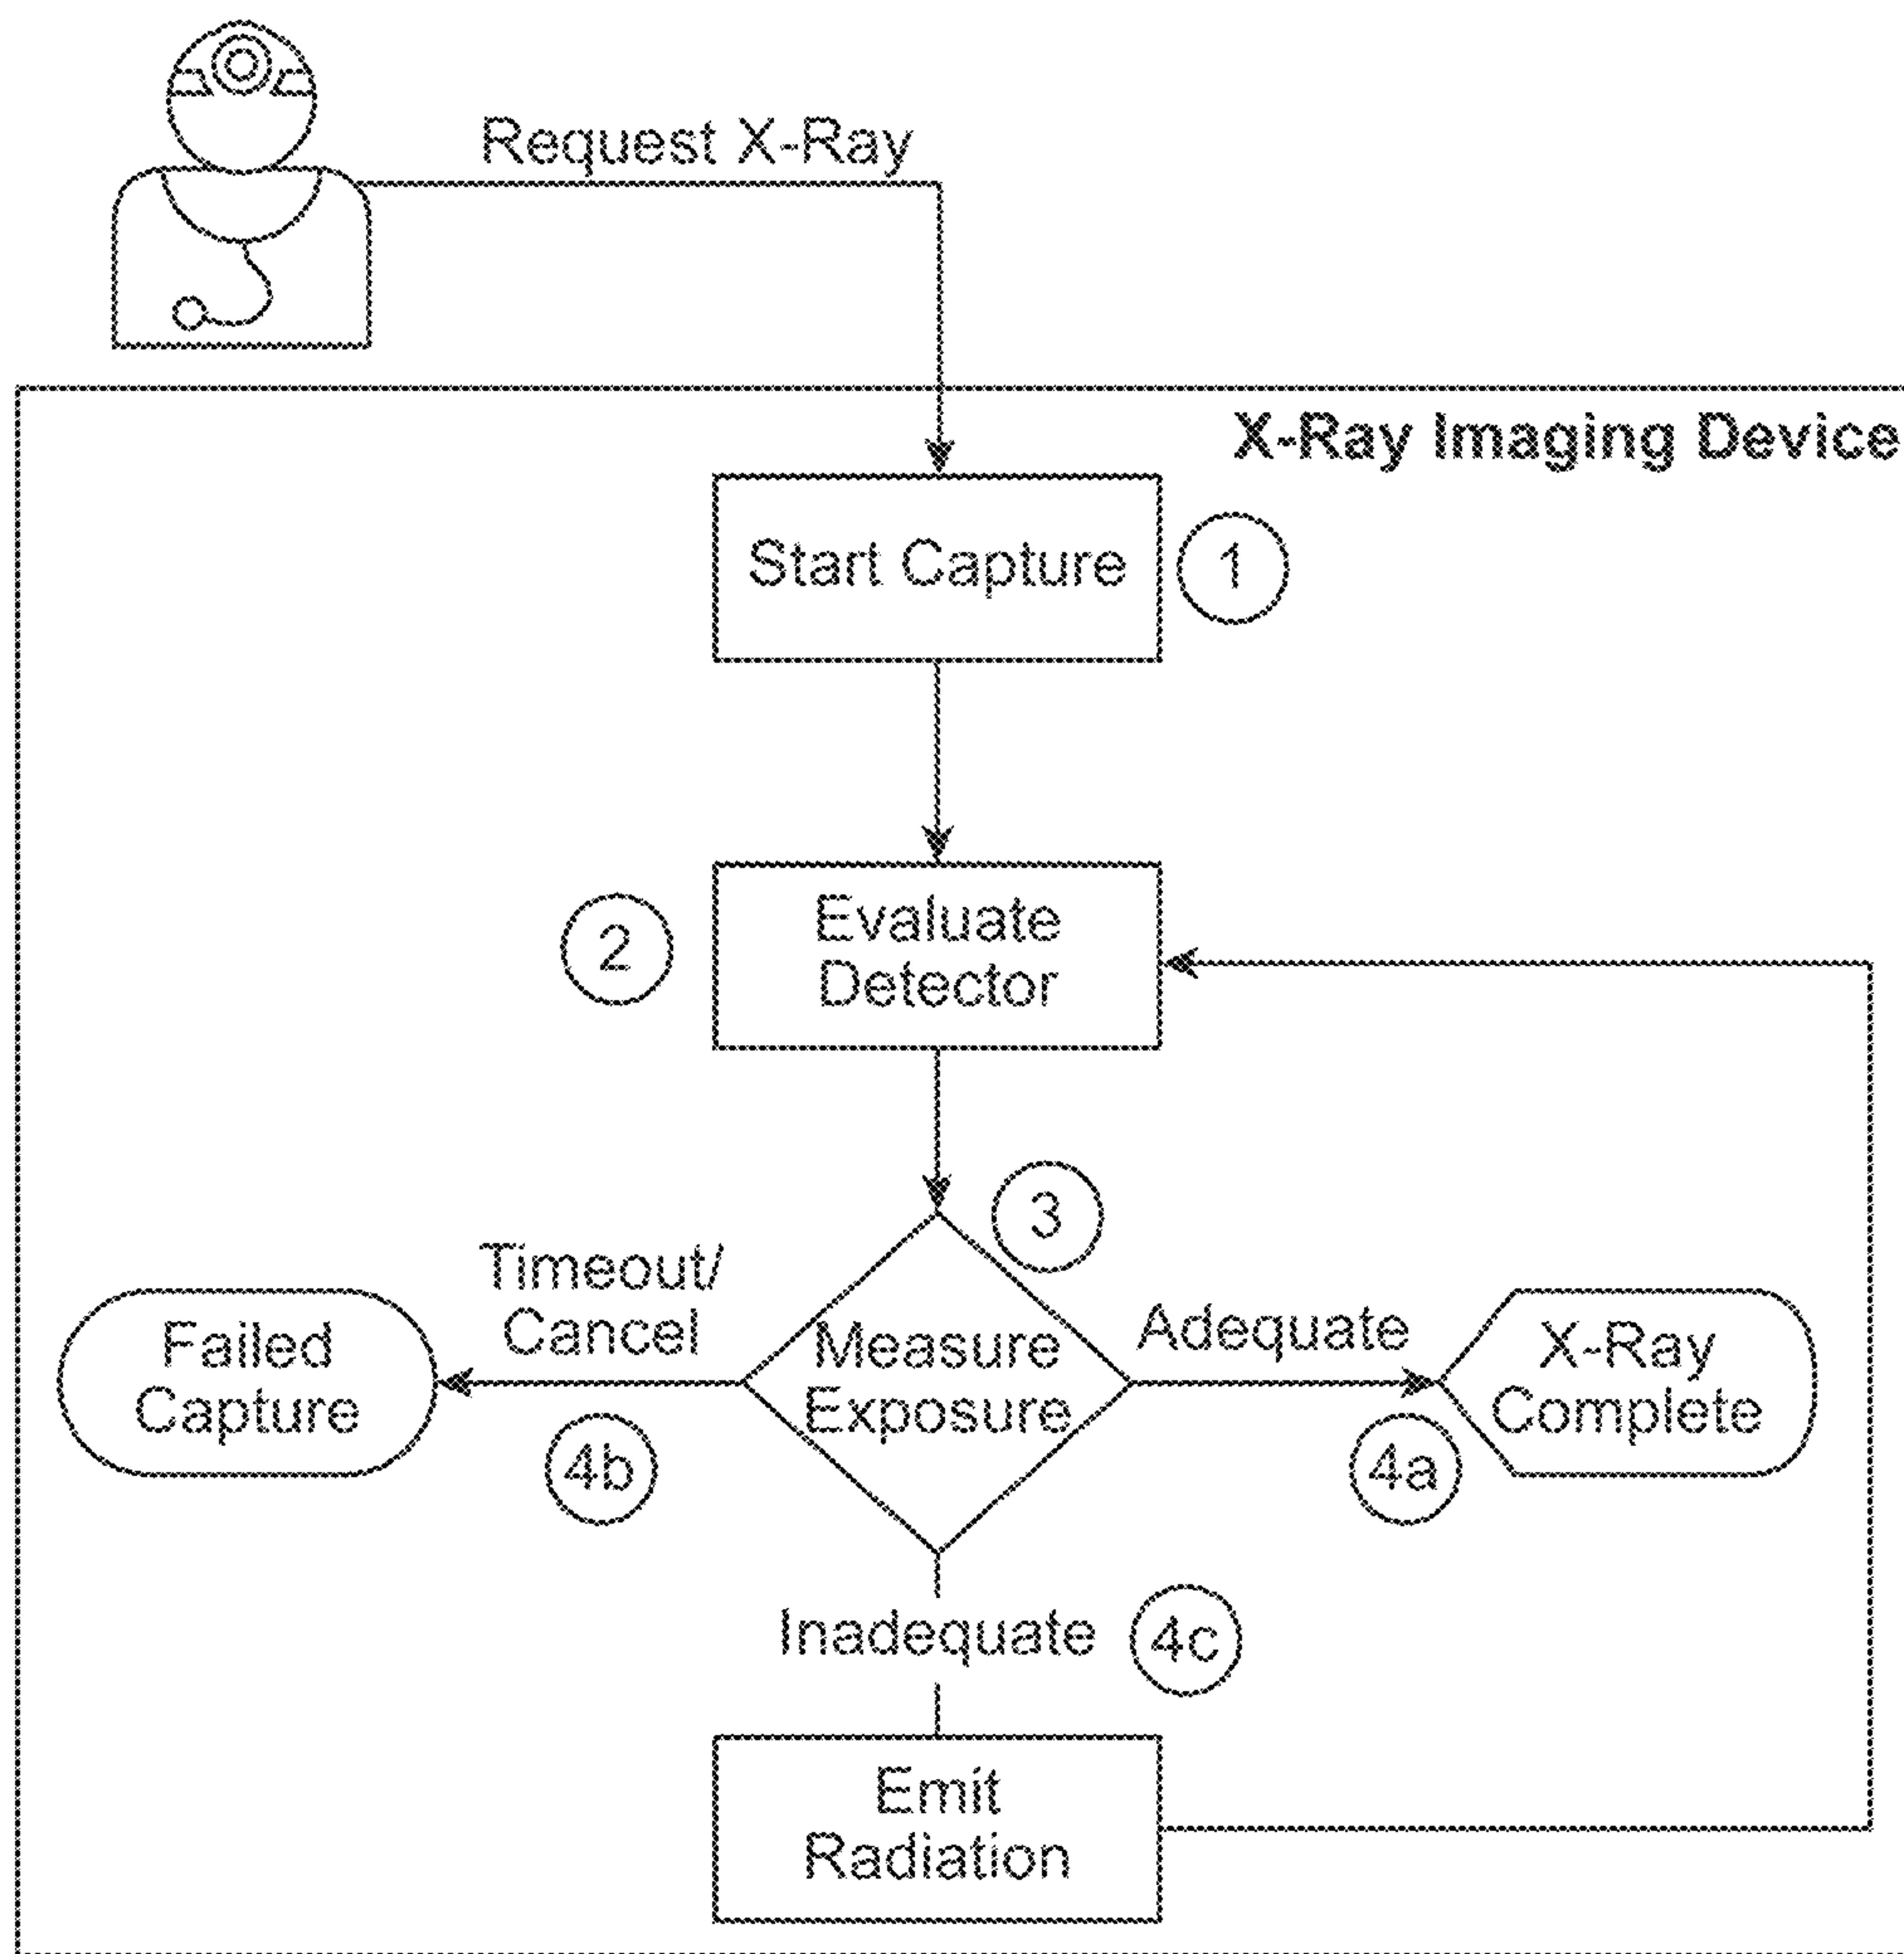 Request X-Ray
X-Ray Imaging Device
Start Capture
1
Evaluate
Detector
2
3
Measure
Exposure
Timeout/
Cancel
4b
Failed
Capture
Adequate
4a
X-Ray
Complete
Inadequate
4c
Emit
Radiation